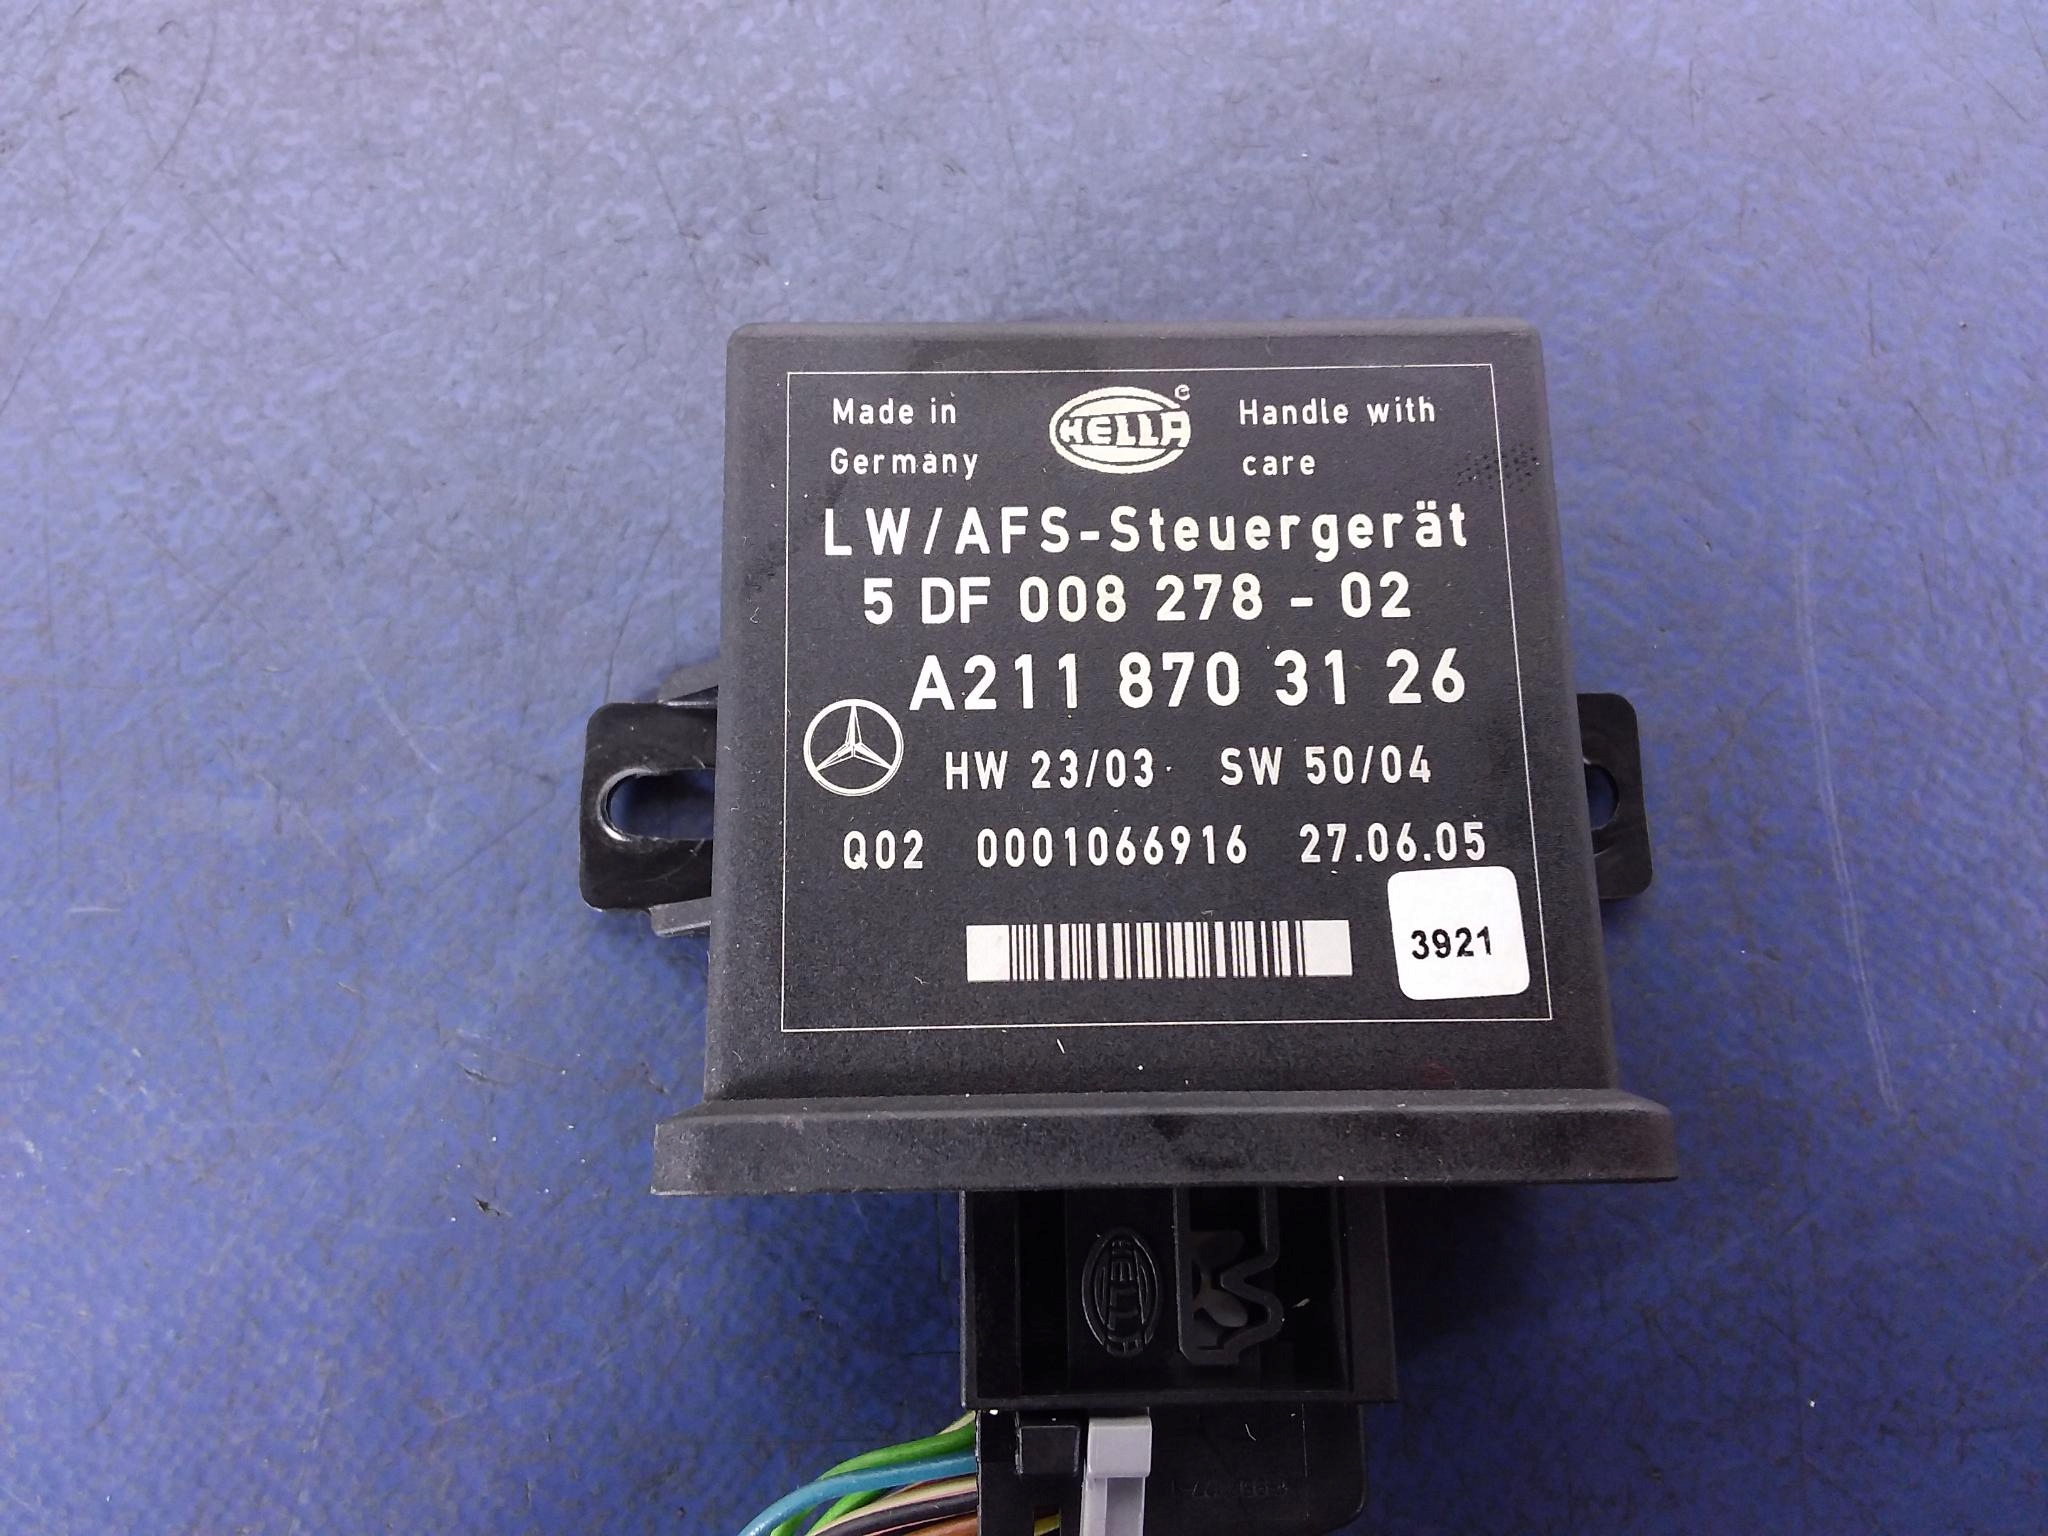 Made in
Germany
HELLA
Handle with
care
LW/AFS-Steuergerät
5 DF 008 278 - 02
A211 870 31 26
HW 23/03 SW 50/04
Q02 0001066916 27.06.05
3921
HELLA